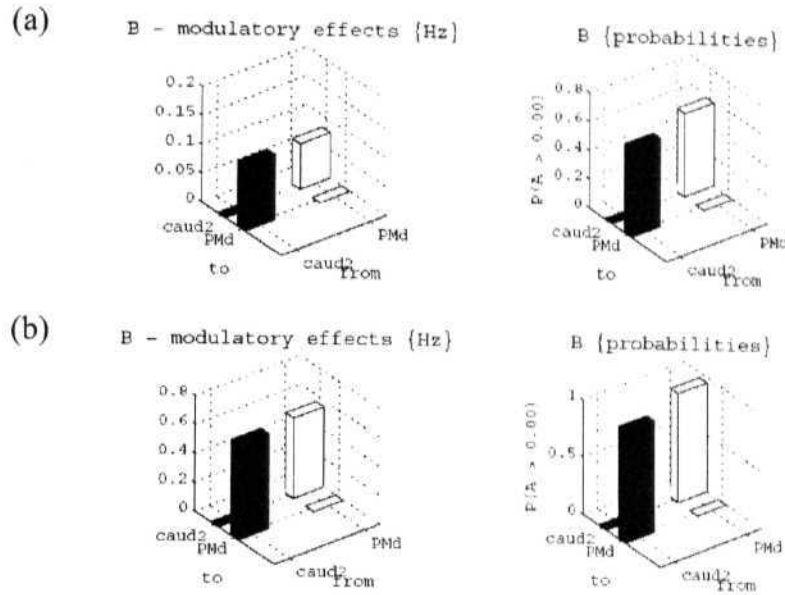 (a)
B - modulatory effects {Hz}
0.2
0.15
0.1
0.05
0
caud2
PMd
to
caud2
from
PMd
B {probabilities}
P(A > 0.00)
0.8
0.6
0.4
0.2
0
caud2
PMd
to
caud2
from
PMd
(b)
B - modulatory effects {Hz}
0.8
0.6
0.4
0.2
0
caud2
PMd
to
caud2
from
PMd
B {probabilities}
P(A > 0.00)
1
0.5
0
caud2
PMd
to
caud2
from
PMd